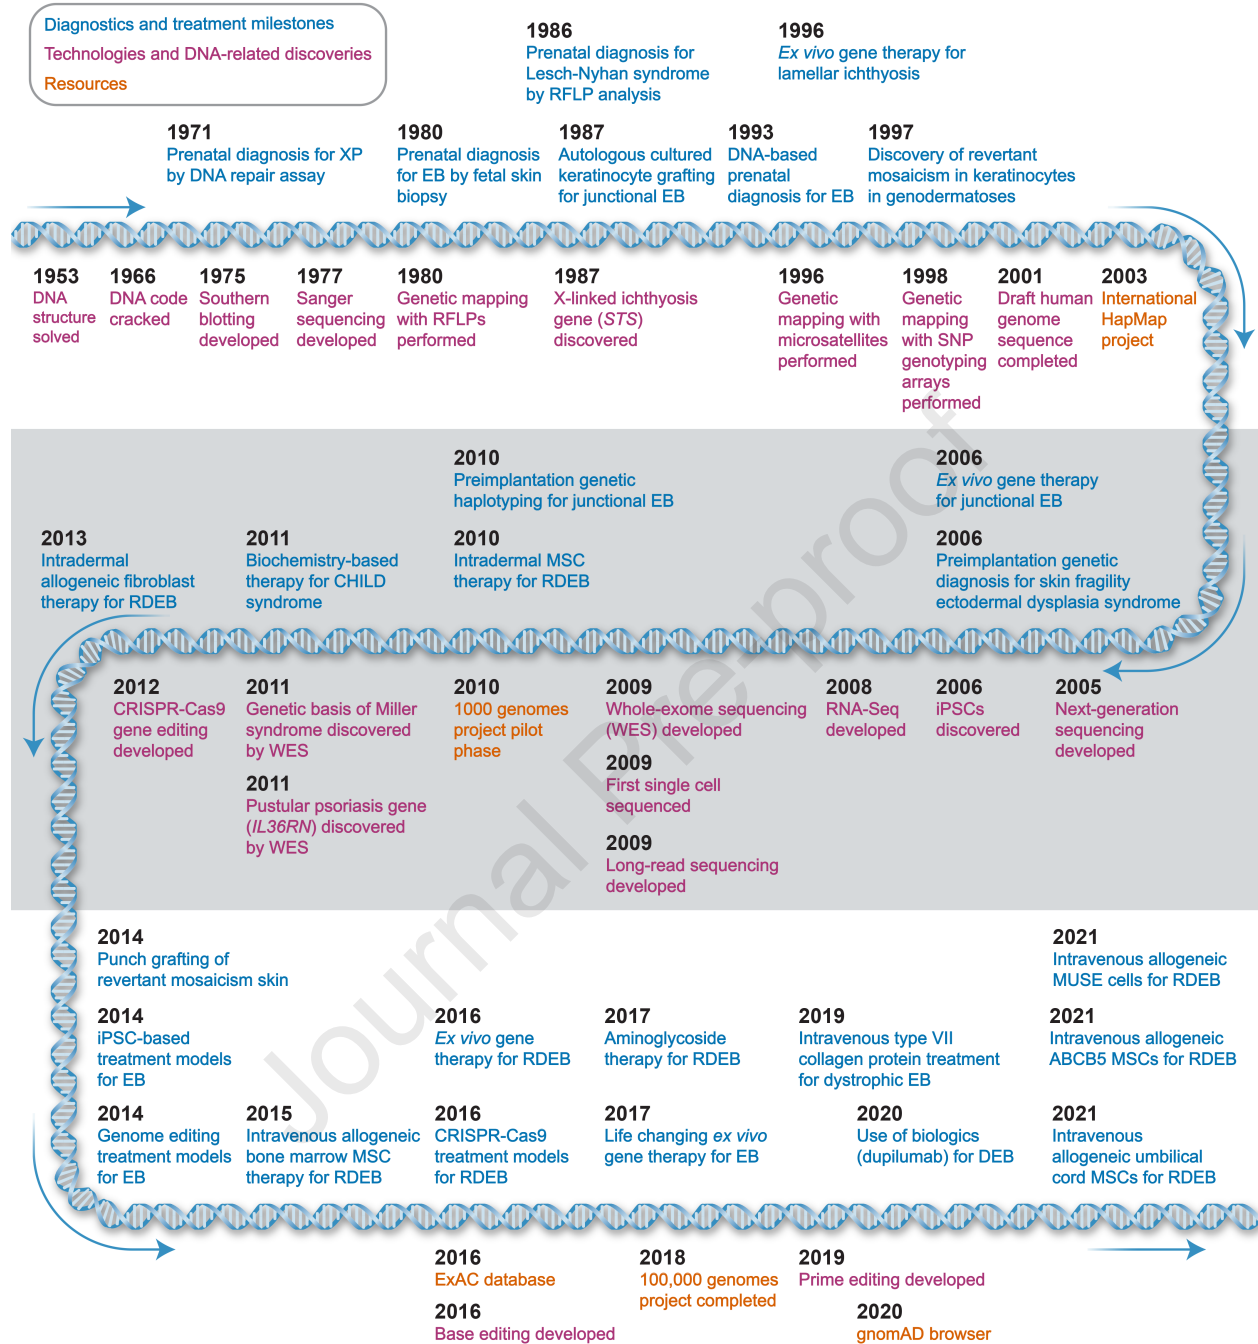 Diagnostics and treatment milestones
Technologies and DNA-related discoveries
Resources
1986
Prenatal diagnosis for
Lesch-Nyhan syndrome
by RFLP analysis
1996
Ex vivo gene therapy for
lamellar ichthyosis
1971
Prenatal diagnosis for XP
by DNA repair assay
1980
Prenatal diagnosis
for EB by fetal skin
biopsy
1987
Autologous cultured
keratinocyte grafting
for junctional EB
1993
DNA-based
prenatal
diagnosis for EB
1997
Discovery of revertant
mosaicism in keratinocytes
in genodermatoses
1953
DNA
structure
solved
1966
DNA code
cracked
1975
Southern
blotting
developed
1977
Sanger
sequencing
developed
1980
Genetic mapping
with RFLPs
performed
1987
X-linked ichthyosis
gene (STS)
discovered
1996
Genetic
mapping with
microsatellites
performed
1998
Genetic
mapping
with SNP
genotyping
arrays
performed
2001
Draft human
genome
sequence
completed
2003
International
HapMap
project
2010
Preimplantation genetic
haplotyping for junctional EB
2006
Ex vivo gene therapy
for junctional EB
2013
Intradermal
allogeneic fibroblast
therapy for RDEB
2011
Biochemistry-based
therapy for CHILD
syndrome
2010
Intradermal MSC
therapy for RDEB
2006
Preimplantation genetic
diagnosis for skin fragility
ectodermal dysplasia syndrome
2012
CRISPR-Cas9
gene editing
developed
2011
Genetic basis of Miller
syndrome discovered
by WES
2011
Pustular psoriasis gene
(IL36RN) discovered
by WES
2010
1000 genomes
project pilot
phase
2009
Whole-exome sequencing
(WES) developed
2009
First single cell
sequenced
2009
Long-read sequencing
developed
2008
RNA-Seq
developed
2006
iPSCs
discovered
2005
Next-generation
sequencing
developed
2014
Punch grafting of
revertant mosaicism skin
2021
Intravenous allogeneic
MUSE cells for RDEB
2014
iPSC-based
treatment models
for EB
2016
Ex vivo gene
therapy for RDEB
2017
Aminoglycoside
therapy for RDEB
2019
Intravenous type VII
collagen protein treatment
for dystrophic EB
2021
Intravenous allogeneic
ABCB5 MSCs for RDEB
2014
Genome editing
treatment models
for EB
2015
Intravenous allogeneic
bone marrow MSC
therapy for RDEB
2016
CRISPR-Cas9
treatment models
for RDEB
2017
Life changing ex vivo
gene therapy for EB
2020
Use of biologics
(dupilumab) for DEB
2021
Intravenous
allogeneic umbilical
cord MSCs for RDEB
2016
ExAC database
2016
Base editing developed
2018
100,000 genomes
project completed
2019
Prime editing developed
2020
gnomAD browser
Journal Pre-proof